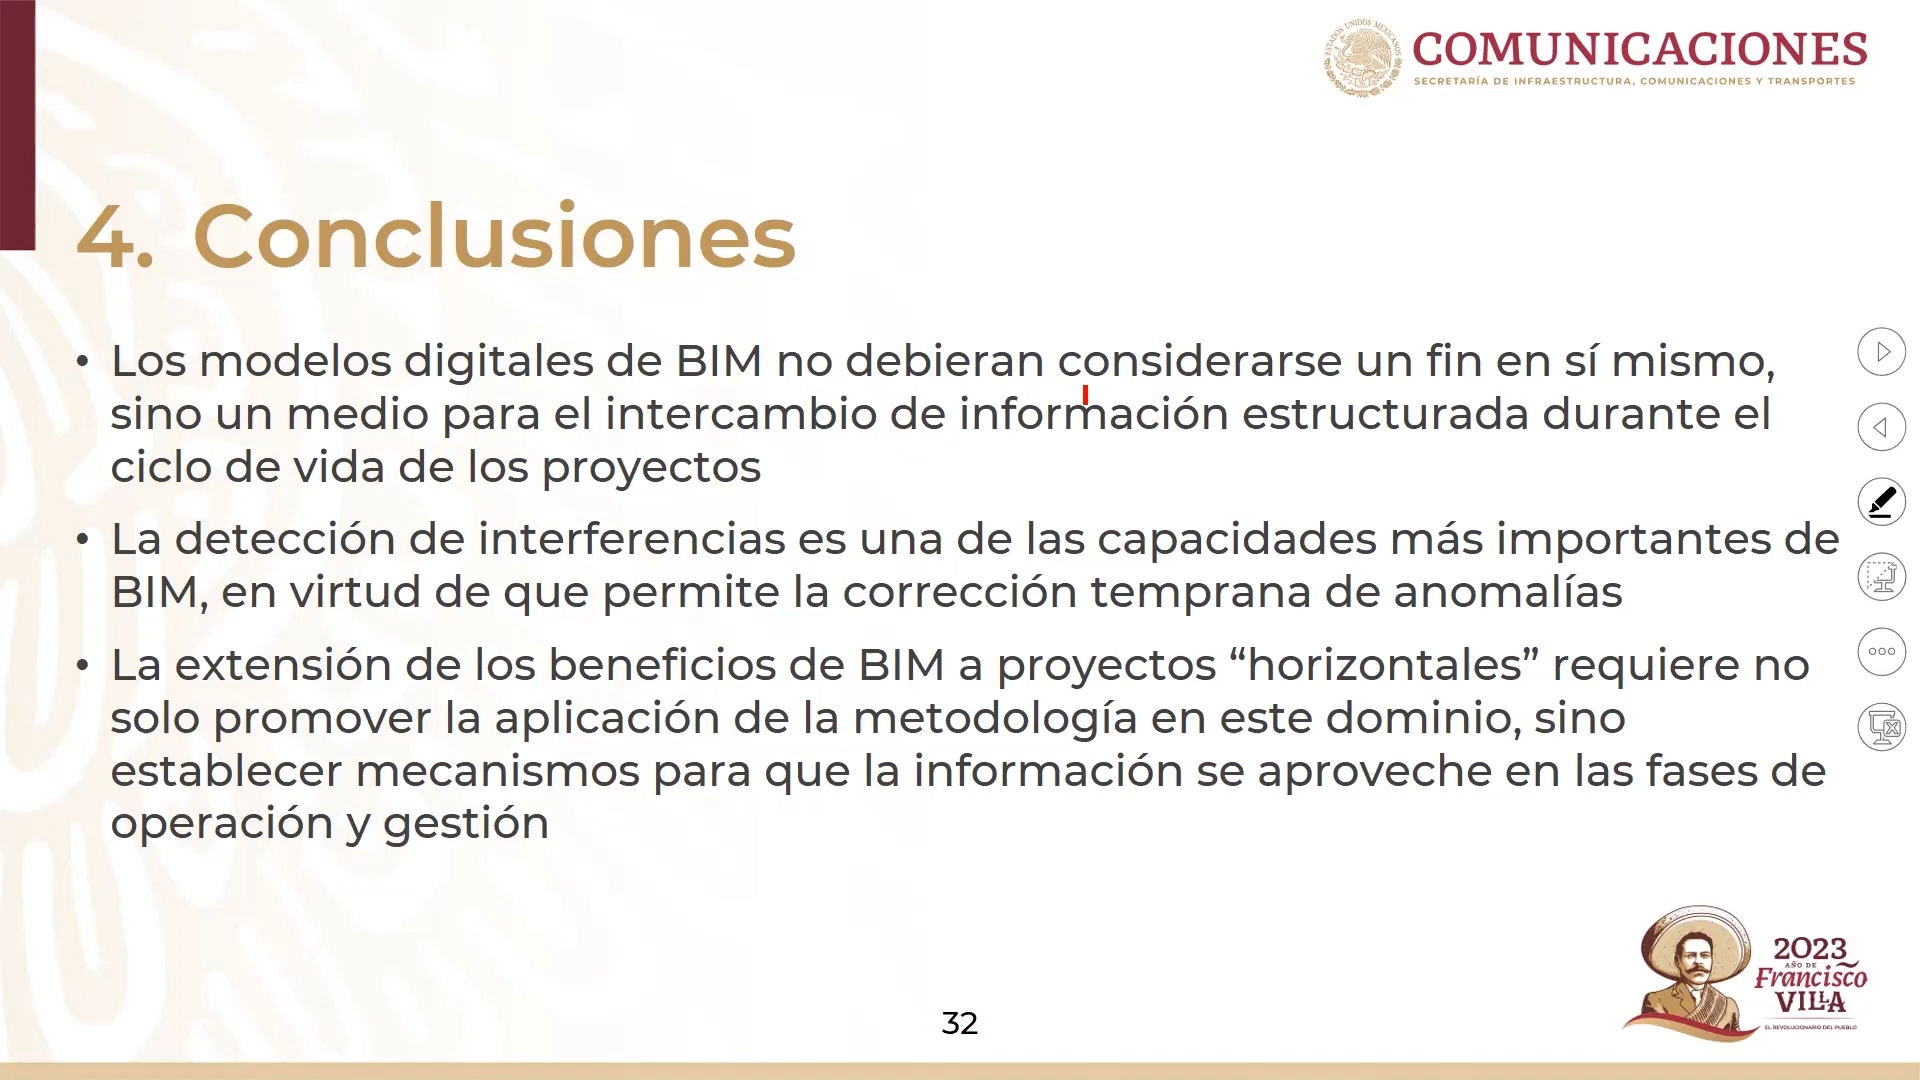 ESTADOS UNIDOS MEXICANOS
COMUNICACIONES
SECRETARÍA DE INFRAESTRUCTURA, COMUNICACIONES Y TRANSPORTES
4. Conclusiones
• Los modelos digitales de BIM no debieran considerarse un fin en sí mismo,
sino un medio para el intercambio de información estructurada durante el
ciclo de vida de los proyectos
• La detección de interferencias es una de las capacidades más importantes de
BIM, en virtud de que permite la corrección temprana de anomalías
• La extensión de los beneficios de BIM a proyectos “horizontales” requiere no
solo promover la aplicación de la metodología en este dominio, sino
establecer mecanismos para que la información se aproveche en las fases de
operación y gestión
2023
AÑO DE
Francisco
VILLA
EL REVOLUCIONARIO DEL PUEBLO
32